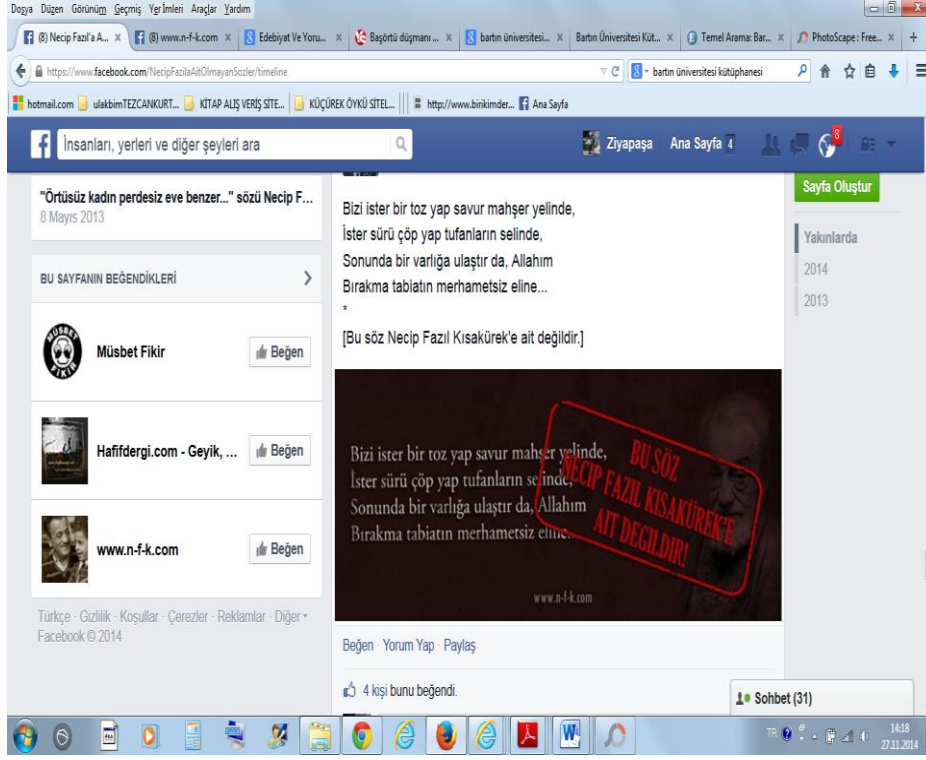 Dosya Düzen Görünüm Geçmiş Yer İmleri Araçlar Yardım
(8) Necip Fazıl'a A... × (8) www.n-f-k.com × Edebiyat Ve Yoru... × Başörtü düşmanı ... × bartın üniversitesi... × Bartın Üniversitesi Küt... × Temel Arama: Bar... × PhotoScape : Free... × +
https://www.facebook.com/NecipFazilaAitOlmayanSozler/timeline
bartın üniversitesi kütüphanesi
hotmail.com ulakbimTEZCANKURT... KİTAP ALIŞ VERİŞ SİTE... KÜÇÜREK ÖYKÜ SİTEL... http://www.birikimder... Ana Sayfa
İnsanları, yerleri ve diğer şeyleri ara
Ziyapaşa Ana Sayfa 4
8
"Örtüsüz kadın perdesiz eve benzer..." sözü Necip F...
8 Mayıs 2013
BU SAYFANIN BEĞENDİKLERİ
MÜSBET FİKİR
Müsbet Fikir
Beğen
Hafifdergi.com - Geyik, ...
Beğen
www.n-f-k.com
Beğen
Türkçe · Gizlilik · Koşullar · Çerezler · Reklamlar · Diğer
Facebook © 2014
Bizi ister bir toz yap savur mahşer yelinde,
İster sürü çöp yap tufanların selinde,
Sonunda bir varlığa ulaştır da, Allahım
Bırakma tabiatın merhametsiz eline...
*
[Bu söz Necip Fazıl Kısakürek'e ait değildir.]
Bizi ister bir toz yap savur mahşer yelinde,
İster sürü çöp yap tufanların selinde,
Sonunda bir varlığa ulaştır da, Allahım
Bırakma tabiatın merhametsiz eline...
BU SÖZ
NECİP FAZIL KISAKÜREK'E
AİT DEĞİLDİR!
www.n-f-k.com
Beğen · Yorum Yap · Paylaş
4 kişi bunu beğendi.
Sayfa Oluştur
Yakınlarda
2014
2013
Sohbet (31)
TR
14:18
27.11.2014